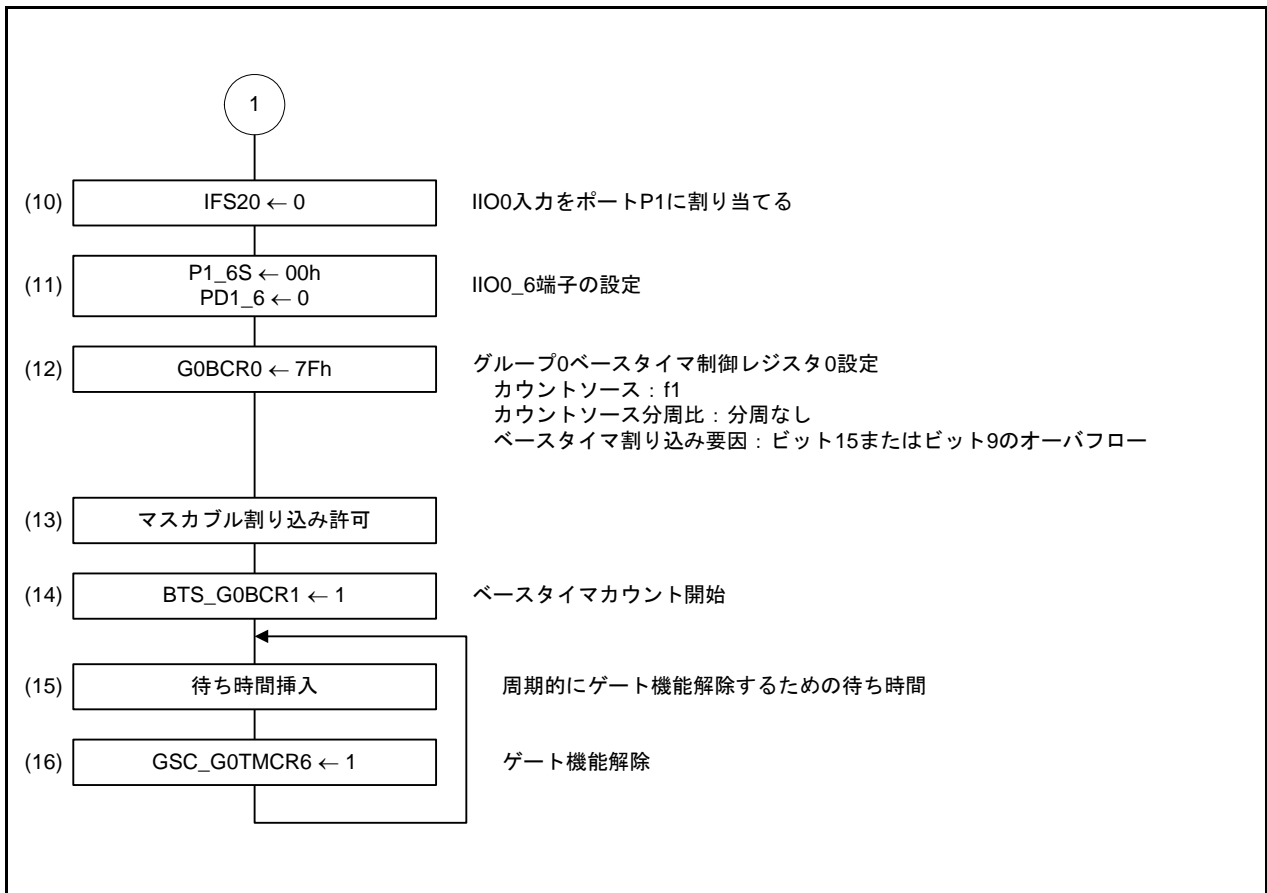 1
(10) IFS20 ← 0 IIO0入力をポートP1に割り当てる
(11) P1_6S ← 00h
PD1_6 ← 0 IIO0_6端子の設定
(12) G0BCR0 ← 7Fh グループ0ベースタイマ制御レジスタ0設定
カウントソース：f1
カウントソース分周比：分周なし
ベースタイマ割り込み要因：ビット15またはビット9のオーバフロー
(13) マスカブル割り込み許可
(14) BTS_G0BCR1 ← 1 ベースタイマカウント開始
(15) 待ち時間挿入 周期的にゲート機能解除するための待ち時間
(16) GSC_G0TMCR6 ← 1 ゲート機能解除